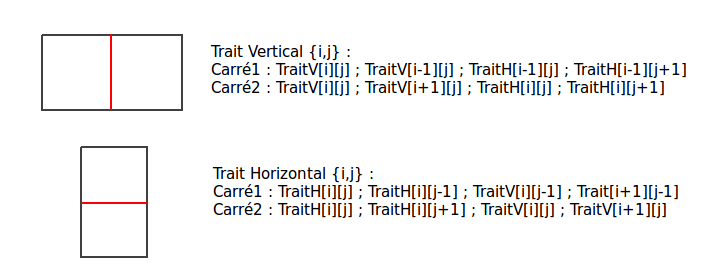 Trait Vertical {i,j} :
Carré1 : TraitV[i][j] ; TraitV[i-1][j] ; TraitH[i-1][j] ; TraitH[i-1][j+1]
Carré2 : TraitV[i][j] ; TraitV[i+1][j] ; TraitH[i][j] ; TraitH[i][j+1]
Trait Horizontal {i,j} :
Carré1 : TraitH[i][j] ; TraitH[i][j-1] ; TraitV[i][j-1] ; Trait[i+1][j-1]
Carré2 : TraitH[i][j] ; TraitH[i][j+1] ; TraitV[i][j] ; TraitV[i+1][j]